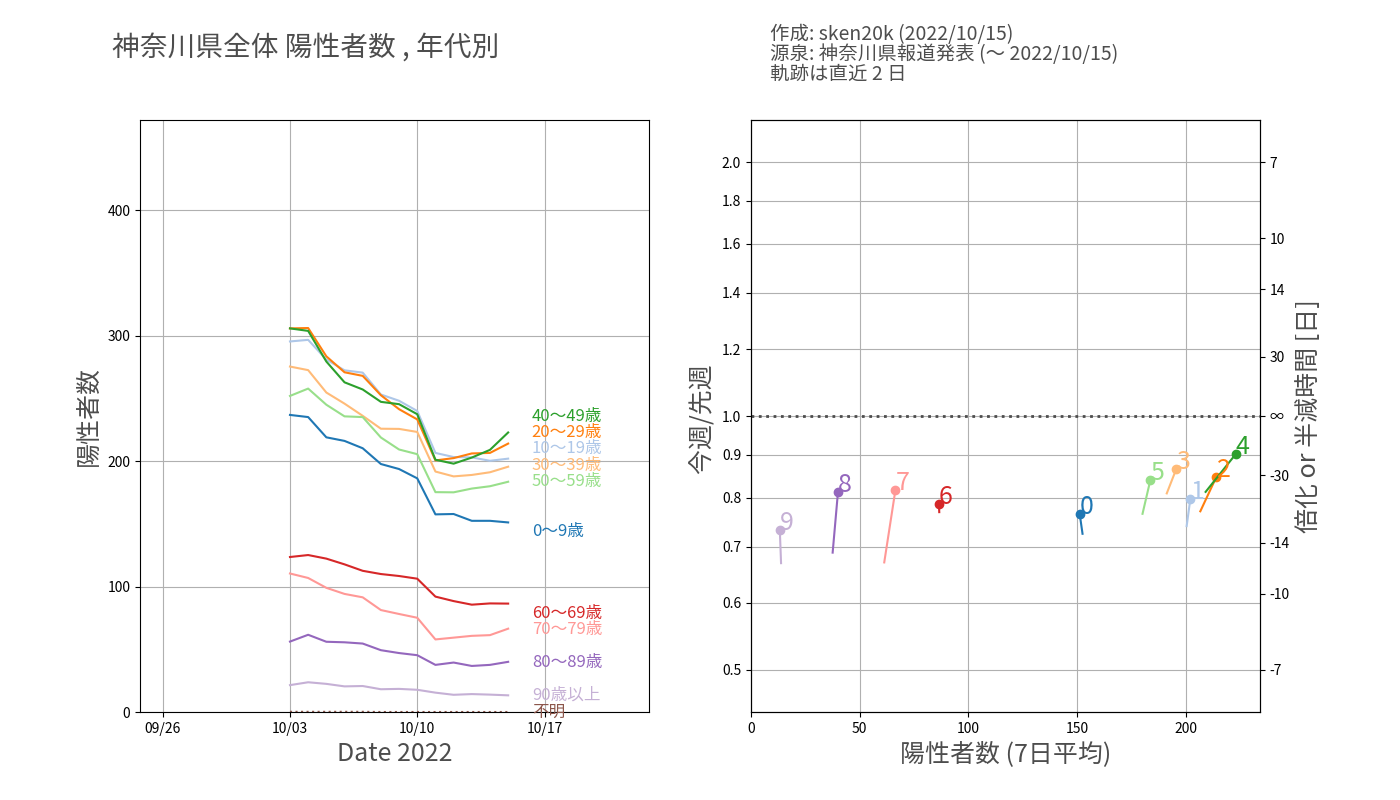 神奈川県全体 陽性者数 , 年代別
作成: sken20k (2022/10/15)
源泉: 神奈川県報道発表 (〜 2022/10/15)
軌跡は直近 2 日
陽性者数
400
300
200
100
0
09/26
10/03
10/10
10/17
Date 2022
40〜49歳
20〜29歳
10〜19歳
30〜39歳
50〜59歳
0〜9歳
60〜69歳
70〜79歳
80〜89歳
90歳以上
不明
今週/先週
2.0
1.8
1.6
1.4
1.2
1.0
0.9
0.8
0.7
0.6
0.5
9
8
7
6
0
5
3
1
2
4
0
50
100
150
200
陽性者数 (7日平均)
7
10
14
30
∞
-30
-14
-10
-7
倍化 or 半減時間 [日]